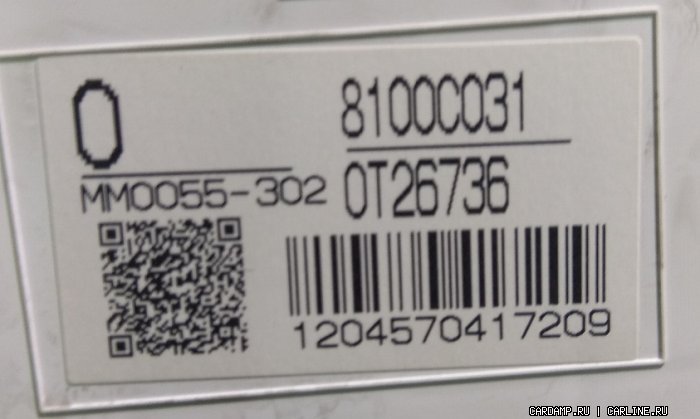 0
8100C031
MM0055-302
0T26736
1204570417209
CARDAMP.RU | CARLINE.RU